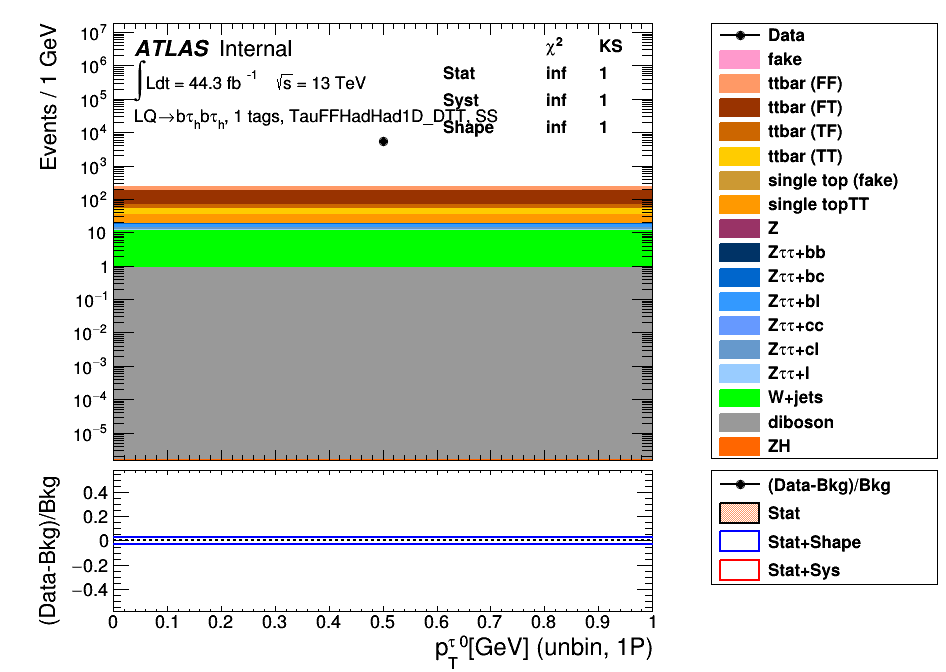 Events / 1 GeV
10⁷
10⁶
10⁵
10⁴
10³
10²
10
1
10⁻¹
10⁻²
10⁻³
10⁻⁴
10⁻⁵
ATLAS Internal
∫Ldt = 44.3 fb⁻¹ √s = 13 TeV
LQ→bτₕbτₕ, 1 tags, TauFFHadHad1D_DTT, SS
χ² KS
Stat inf 1
Syst inf 1
Shape inf 1
Data
fake
ttbar (FF)
ttbar (FT)
ttbar (TF)
ttbar (TT)
single top (fake)
single topTT
Z
Zττ+bb
Zττ+bc
Zττ+bl
Zττ+cc
Zττ+cl
Zττ+l
W+jets
diboson
ZH
(Data-Bkg)/Bkg
0.4
0.2
0
−0.2
−0.4
0 0.1 0.2 0.3 0.4 0.5 0.6 0.7 0.8 0.9 1
p_T^τ 0[GeV] (unbin, 1P)
(Data-Bkg)/Bkg
Stat
Stat+Shape
Stat+Sys